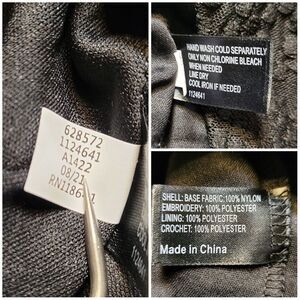 628572
1124641
A1422
08/21
HAND WASH COLD SEPARATELY
ONLY NON CHLORINE BLEACH
WHEN NEEDED
LINE DRY
COOL IRON IF NEEDED
1124641
SHELL: BASE FABRIC: 100% NYLON
EMBROIDERY: 100% POLYESTER
LINING: 100% POLYESTER
CROCHET: 100% POLYESTER
Made in China